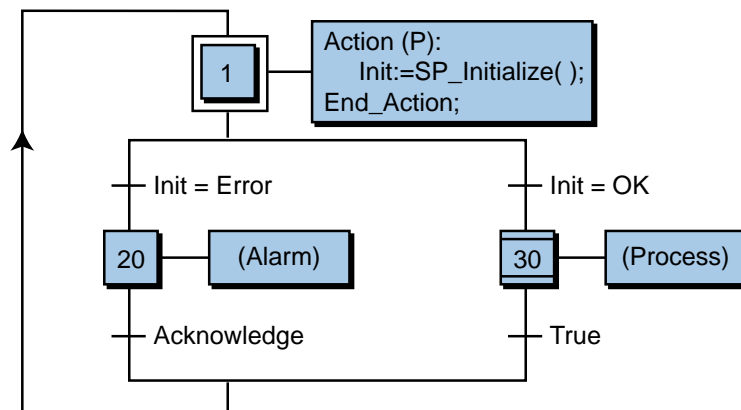 1
Action (P):
Init:=SP_Initialize( );
End_Action;
Init = Error
Init = OK
20
(Alarm)
30
(Process)
Acknowledge
True